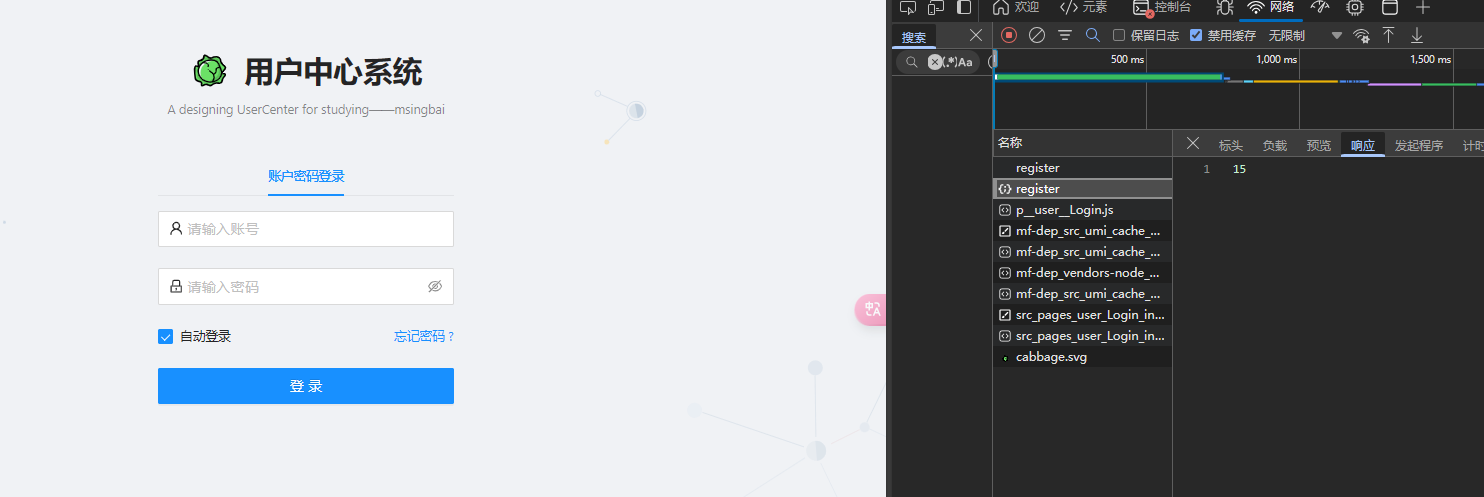 用户中心系统
A designing UserCenter for studying——msingbai
账户密码登录
请输入账号
请输入密码
自动登录
忘记密码 ?
登 录
欢迎
元素
控制台
网络
搜索
保留日志
禁用缓存
无限制
(.*) Aa
500 ms
1,000 ms
1,500 ms
名称
标头
负载
预览
响应
发起程序
计时
register
register
p__user__Login.js
mf-dep_src_umi_cache_...
mf-dep_src_umi_cache_...
mf-dep_vendors-node_...
mf-dep_src_umi_cache_...
src_pages_user_Login_in...
src_pages_user_Login_in...
cabbage.svg
1 15